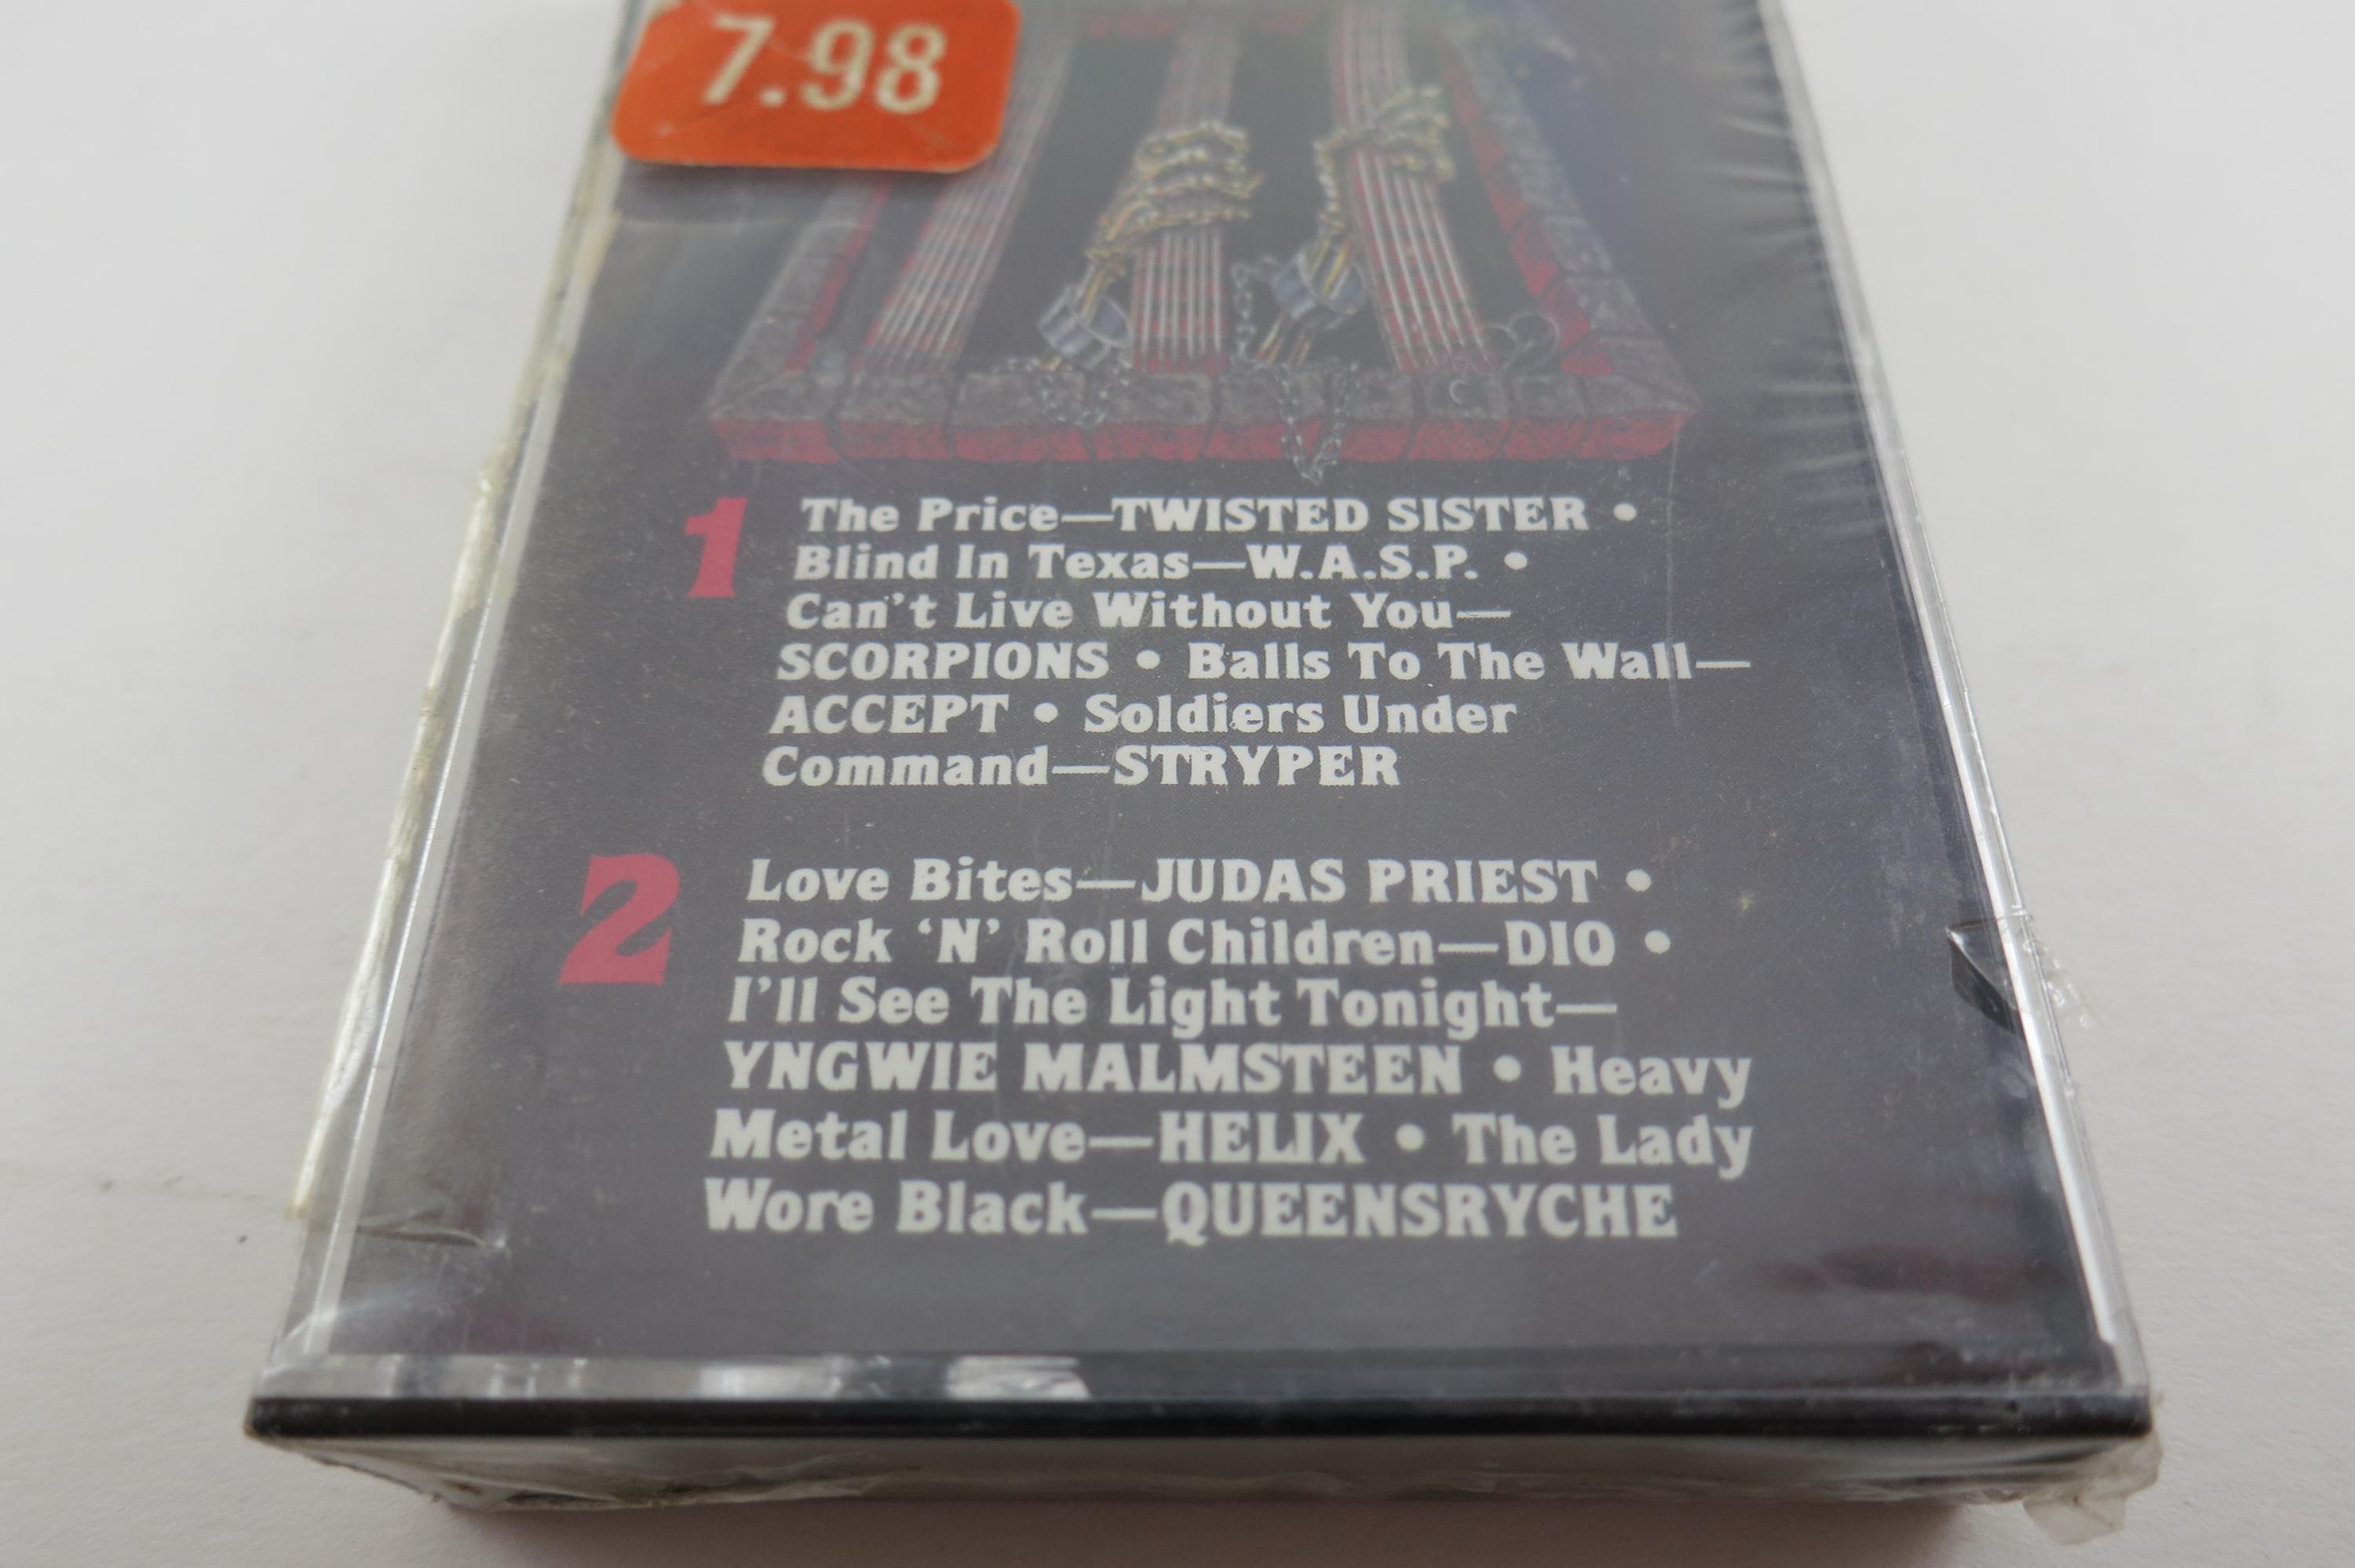 7.98
1 The Price—TWISTED SISTER •
Blind In Texas—W.A.S.P. •
Can't Live Without You—
SCORPIONS • Balls To The Wall—
ACCEPT • Soldiers Under
Command—STRYPER
2 Love Bites—JUDAS PRIEST •
Rock ‘N’ Roll Children—DIO •
I’ll See The Light Tonight—
YNGWIE MALMSTEEN • Heavy
Metal Love—HELIX • The Lady
Wore Black—QUEENSRYCHE